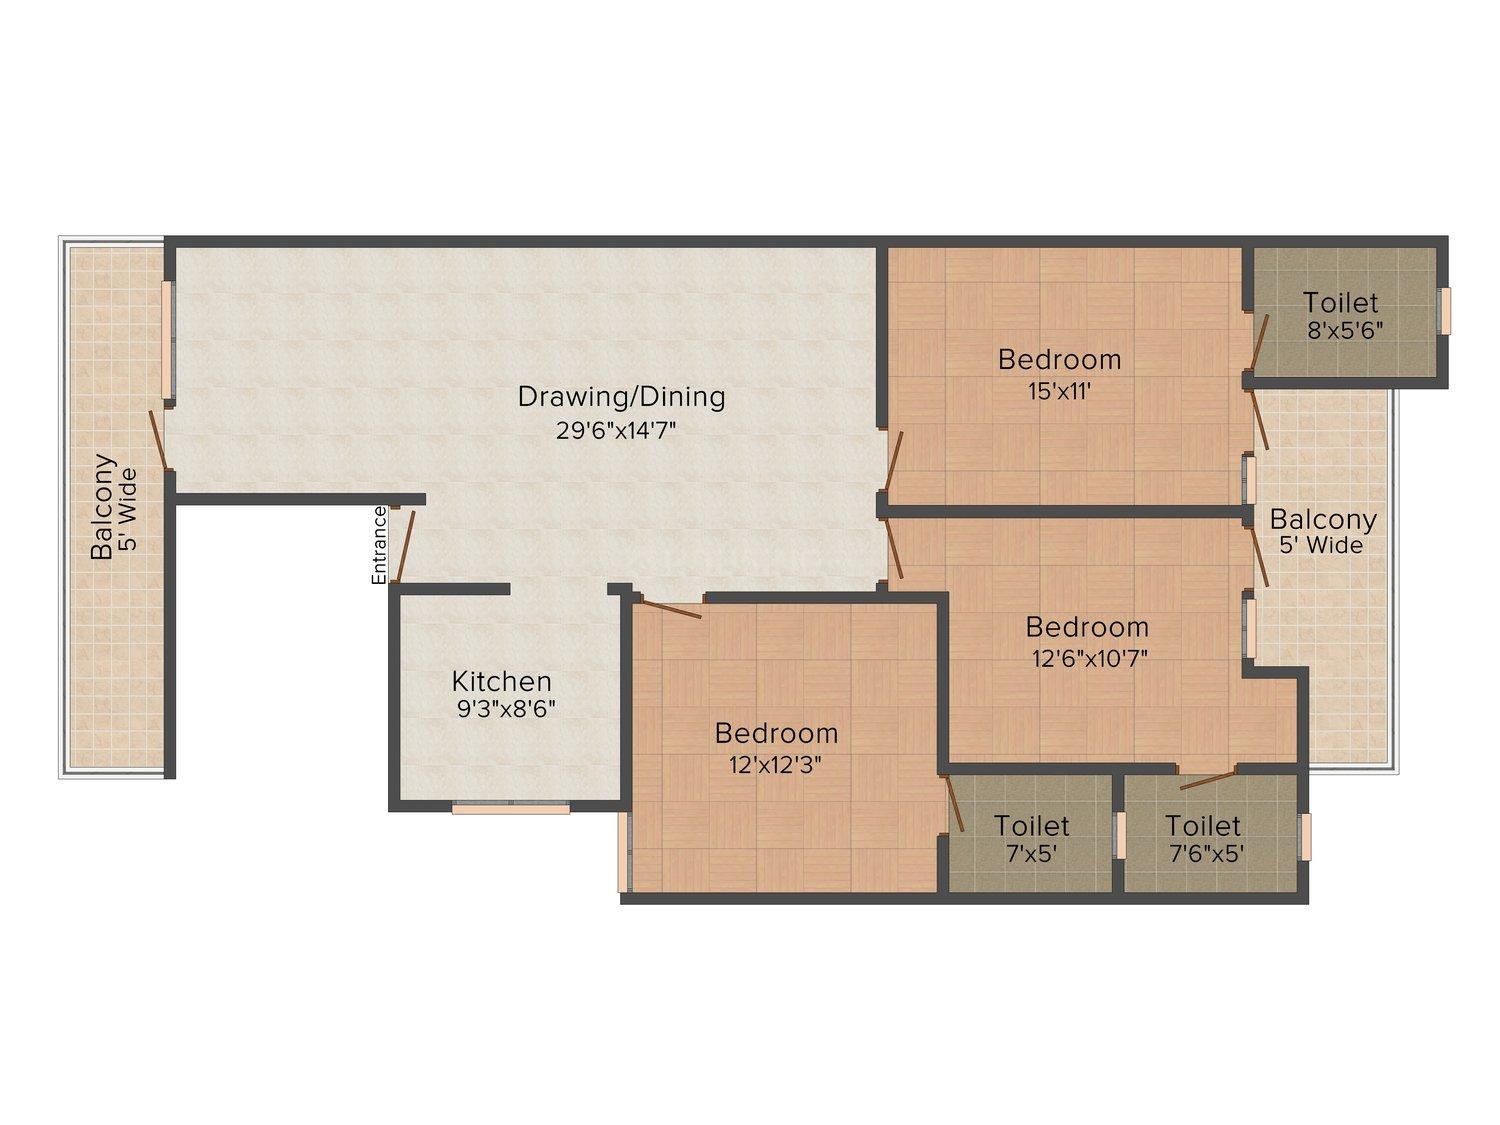 Toilet
8'x5'6"
Bedroom
15'x11'
Drawing/Dining
29'6"x14'7"
Balcony
5' Wide
Entrance
Balcony
5' Wide
Bedroom
12'6"x10'7"
Kitchen
9'3"x8'6"
Bedroom
12'x12'3"
Toilet
7'x5'
Toilet
7'6"x5'